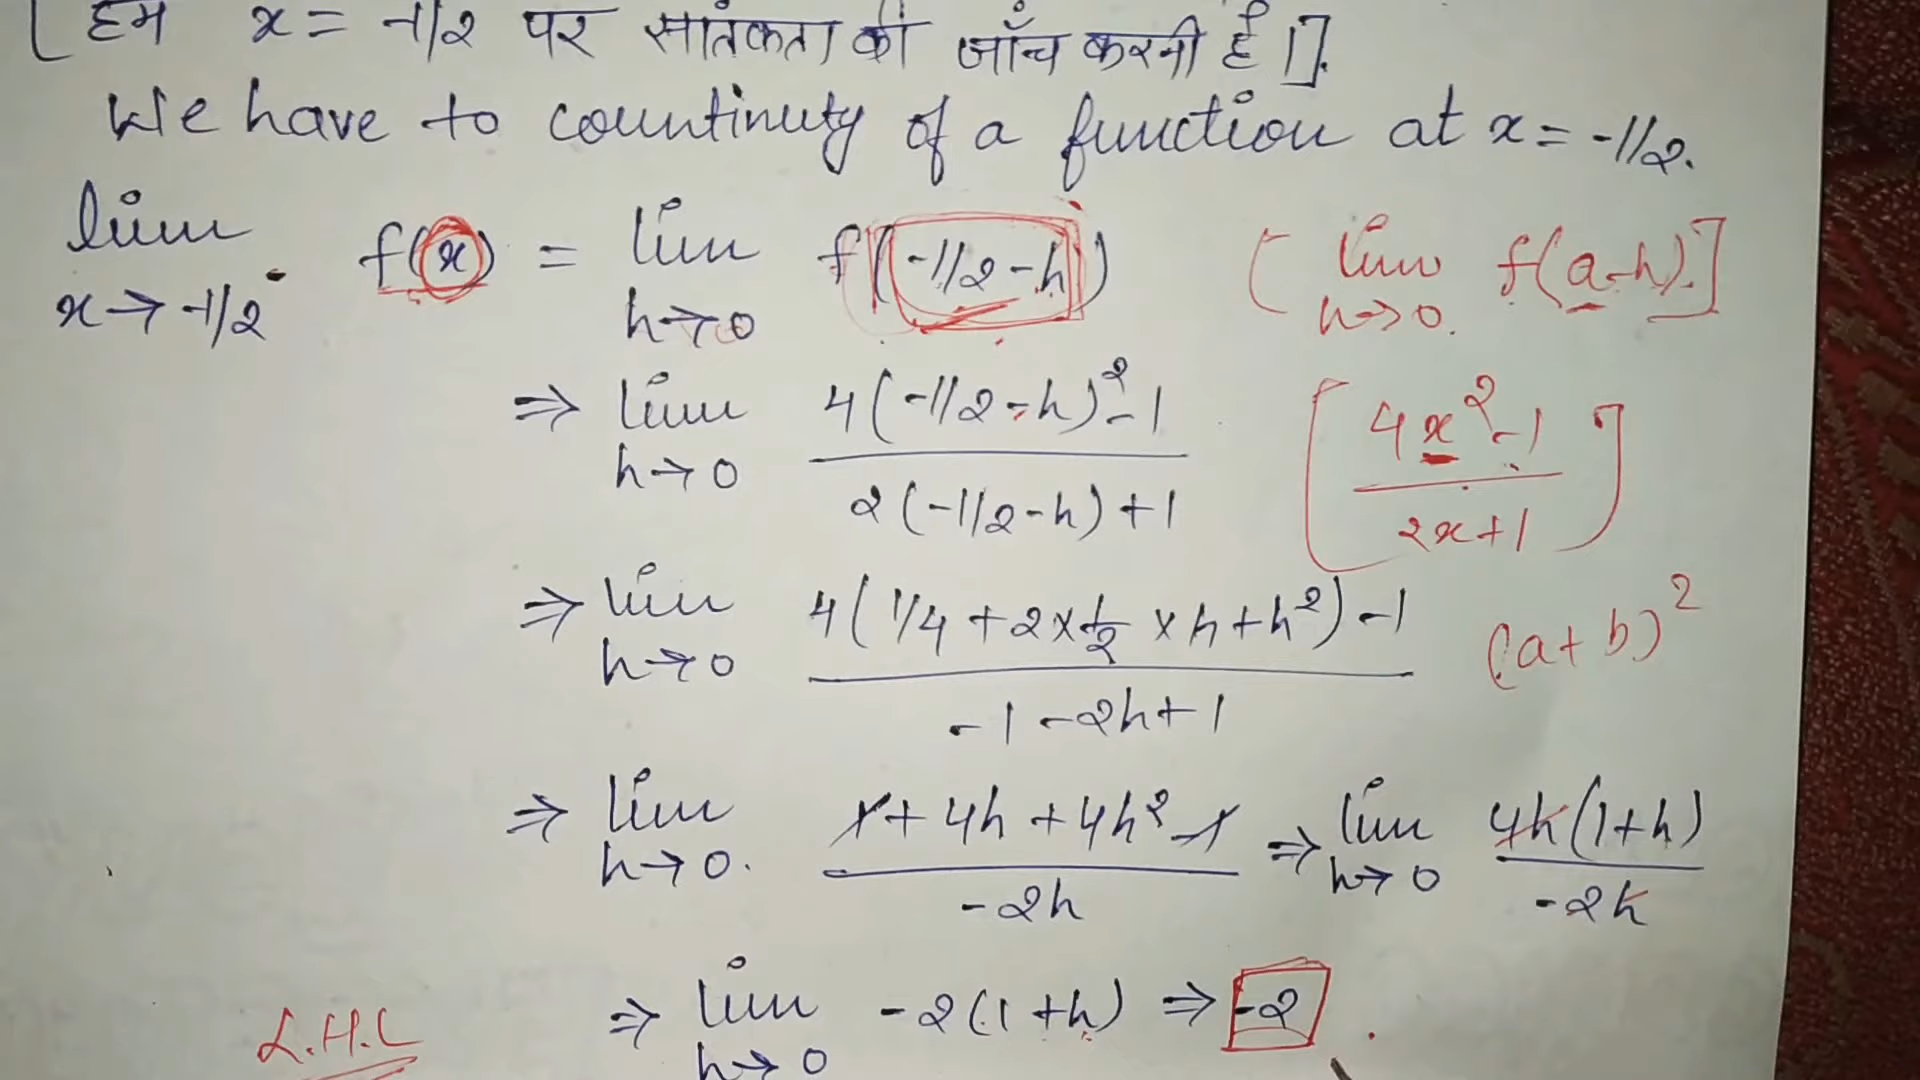 [हमें x = -1/2 पर सांतकता की जाँच करनी है।].
We have to countinuty of a function at x = -1/2.
lim x→-1/2⁻ f(x) = lim h→0 f(-1/2-h) [lim h→0. f(a-h).]
⇒ lim h→0 4(-1/2-h)²-1 / 2(-1/2-h)+1 [4x²-1 / 2x+1]
⇒ lim h→0 4(1/4+2×1/2×h+h²)-1 / -1-2h+1 (a+b)²
⇒ lim h→0. 1+4h+4h²-1 / -2h ⇒ lim h→0 4h(1+h) / -2h
L.H.L ⇒ lim h→0 -2(1+h) ⇒ -2.